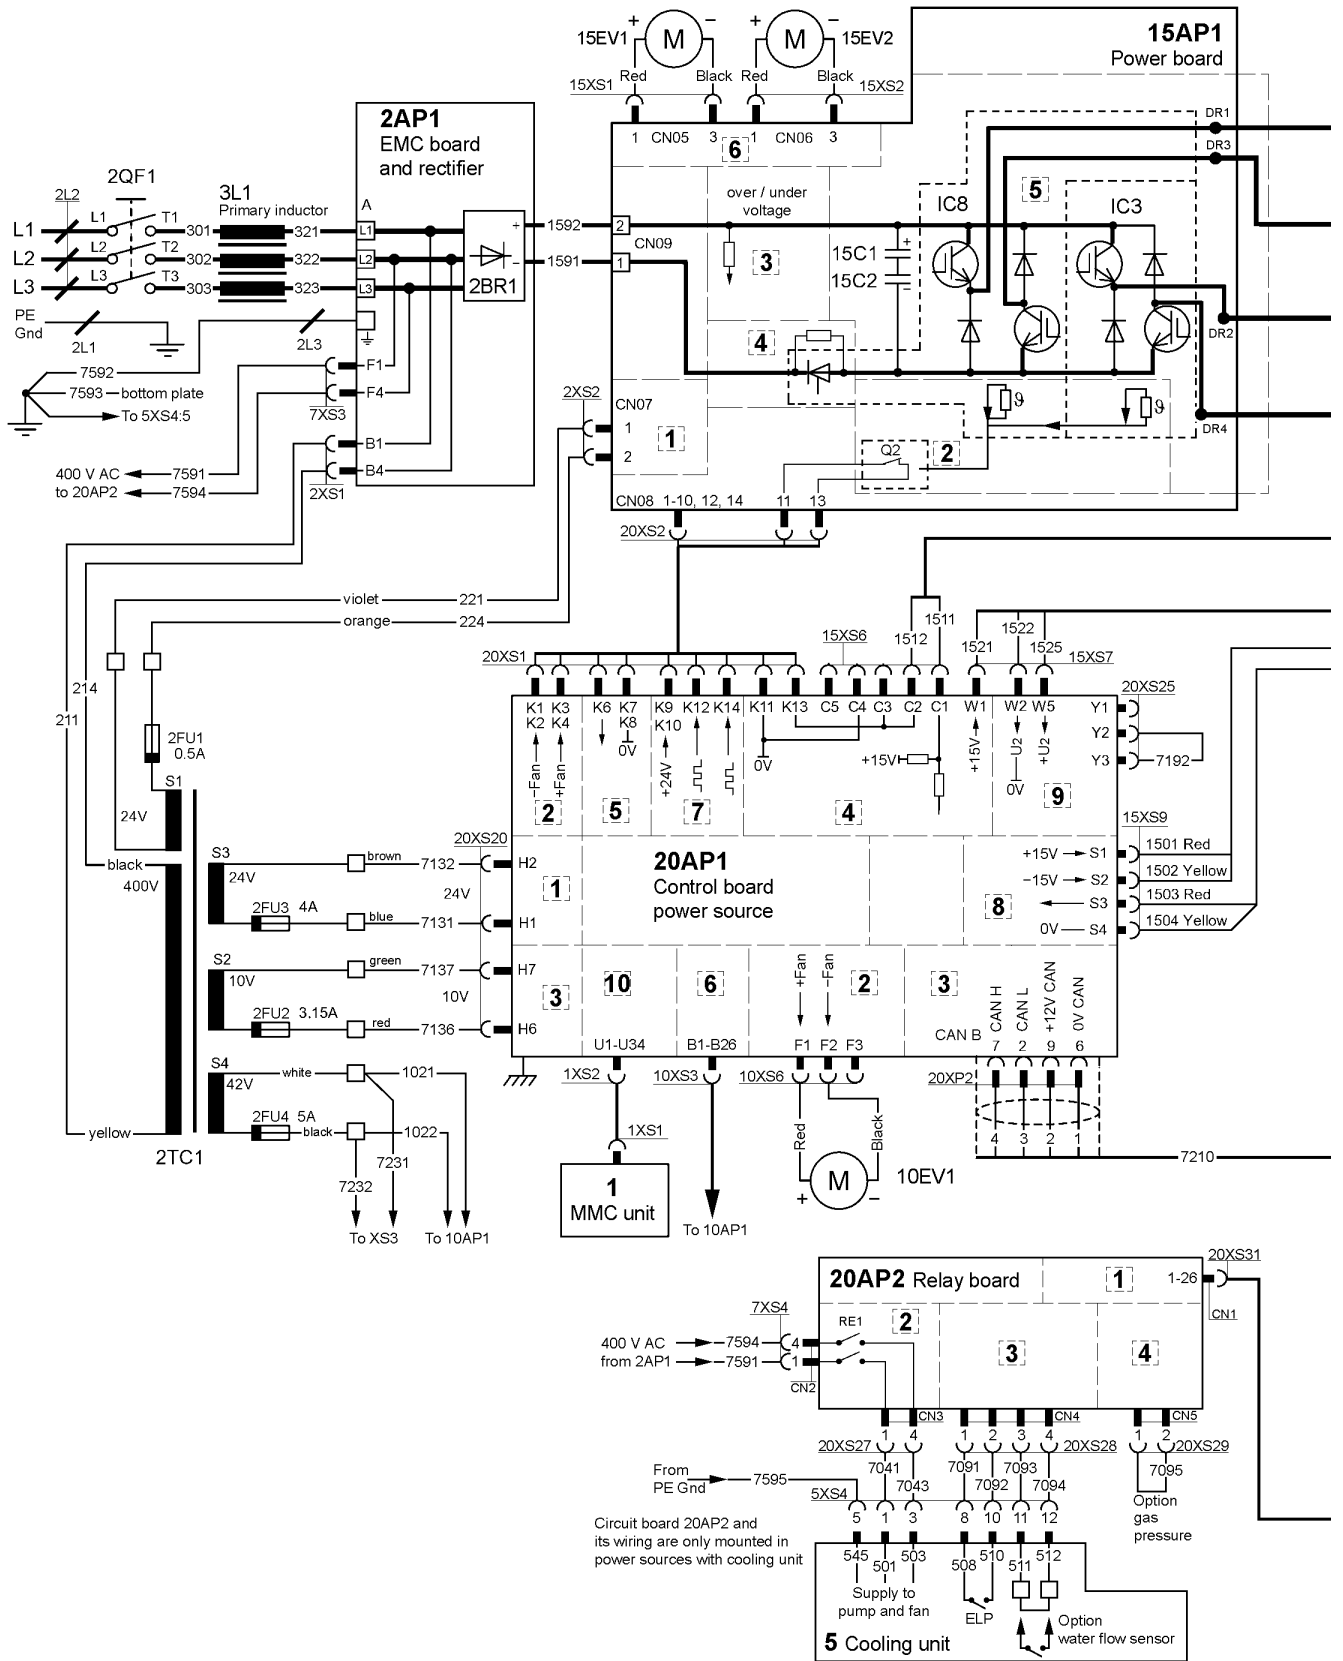 15EV1 + M − + M − 15EV2
15AP1
Power board
Red Black Red Black
15XS1 15XS2
1 CN05 3 1 CN06 3
6
DR1
DR3
2AP1
EMC board
and rectifier
2QF1
2L2
3L1
Primary inductor
A
over / under
voltage
5
IC8 IC3
L1 L1 T1 301 321 L1
L2 L2 T2 302 322 L2
L3 L3 T3 303 323 L3
+ − 2BR1
1592 2
CN09
1591 1
3
15C1 +
15C2 −
PE
Gnd
2L1 2L3
4
DR2
7592
7593 bottom plate
To 5XS4:5
F1
F4
7XS3
2XS2
CN07
1
2
1
ϑ ϑ
DR4
B1
B4
2XS1
400 V AC 7591
to 20AP2 7594
Q2 2
CN08 1-10, 12, 14 11 13
20XS2
violet 221
orange 224
214
211
20XS1 15XS6 1512 1511 1521 1522 1525 15XS7
20XS25
K1 K3 K6 K7 K9 K12 K14 K11 K13 C5 C4 C3 C2 C1 W1 W2 W5
K2 K4 K8 K10
Y1
Y2
Y3 7192
−Fan +Fan 0V +24V 0V +15V +15V U2 0V +U2
2 5 7 4 9
2FU1
0.5A
S1
24V
black
400V
20XS20
15XS9
20AP1
Control board
power source
S3
24V
brown 7132 H2
24V
1
2FU3 4A
blue 7131 H1
+15V S1 1501 Red
−15V S2 1502 Yellow
8 S3 1503 Red
0V S4 1504 Yellow
S2
10V
green 7137 H7
10V
2FU2 3.15A
red 7136 H6
3 10 6 +Fan −Fan 2 3
CAN H CAN L +12V CAN 0V CAN
U1-U34 B1-B26 F1 F2 F3 CAN B 7 2 9 6
1XS2 10XS3 10XS6 20XP2
S4
42V
white 1021
2FU4 5A
black 1022
yellow
2TC1
7231
7232
To XS3 To 10AP1
1XS1
1
MMC unit
To 10AP1
Red Black
M
+ −
10EV1
4 3 2 1
7210
20AP2 Relay board
1
1-26
20XS31
CN1
7XS4
RE1
2
3 4
400 V AC 7594 4
from 2AP1 7591 1
CN2
CN3 CN4 CN5
1 4 1 2 3 4 1 2
20XS27 20XS28 20XS29
7041 7091 7093
7043 7092 7094
7095
From
PE Gnd
7595
5XS4
5 1 3 8 10 11 12
Option
gas
pressure
Circuit board 20AP2 and
its wiring are only mounted in
power sources with cooling unit
545 501 503 508 510 511 512
Supply to
pump and fan
ELP
Option
water flow sensor
5 Cooling unit